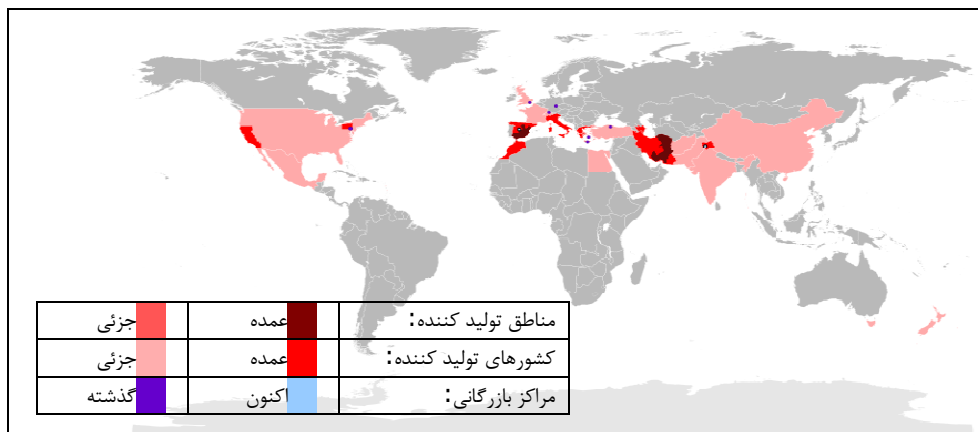 مناطق تولید کننده: عمده جزئی
کشورهای تولید کننده: عمده جزئی
مراکز بازرگانی: اکنون گذشته